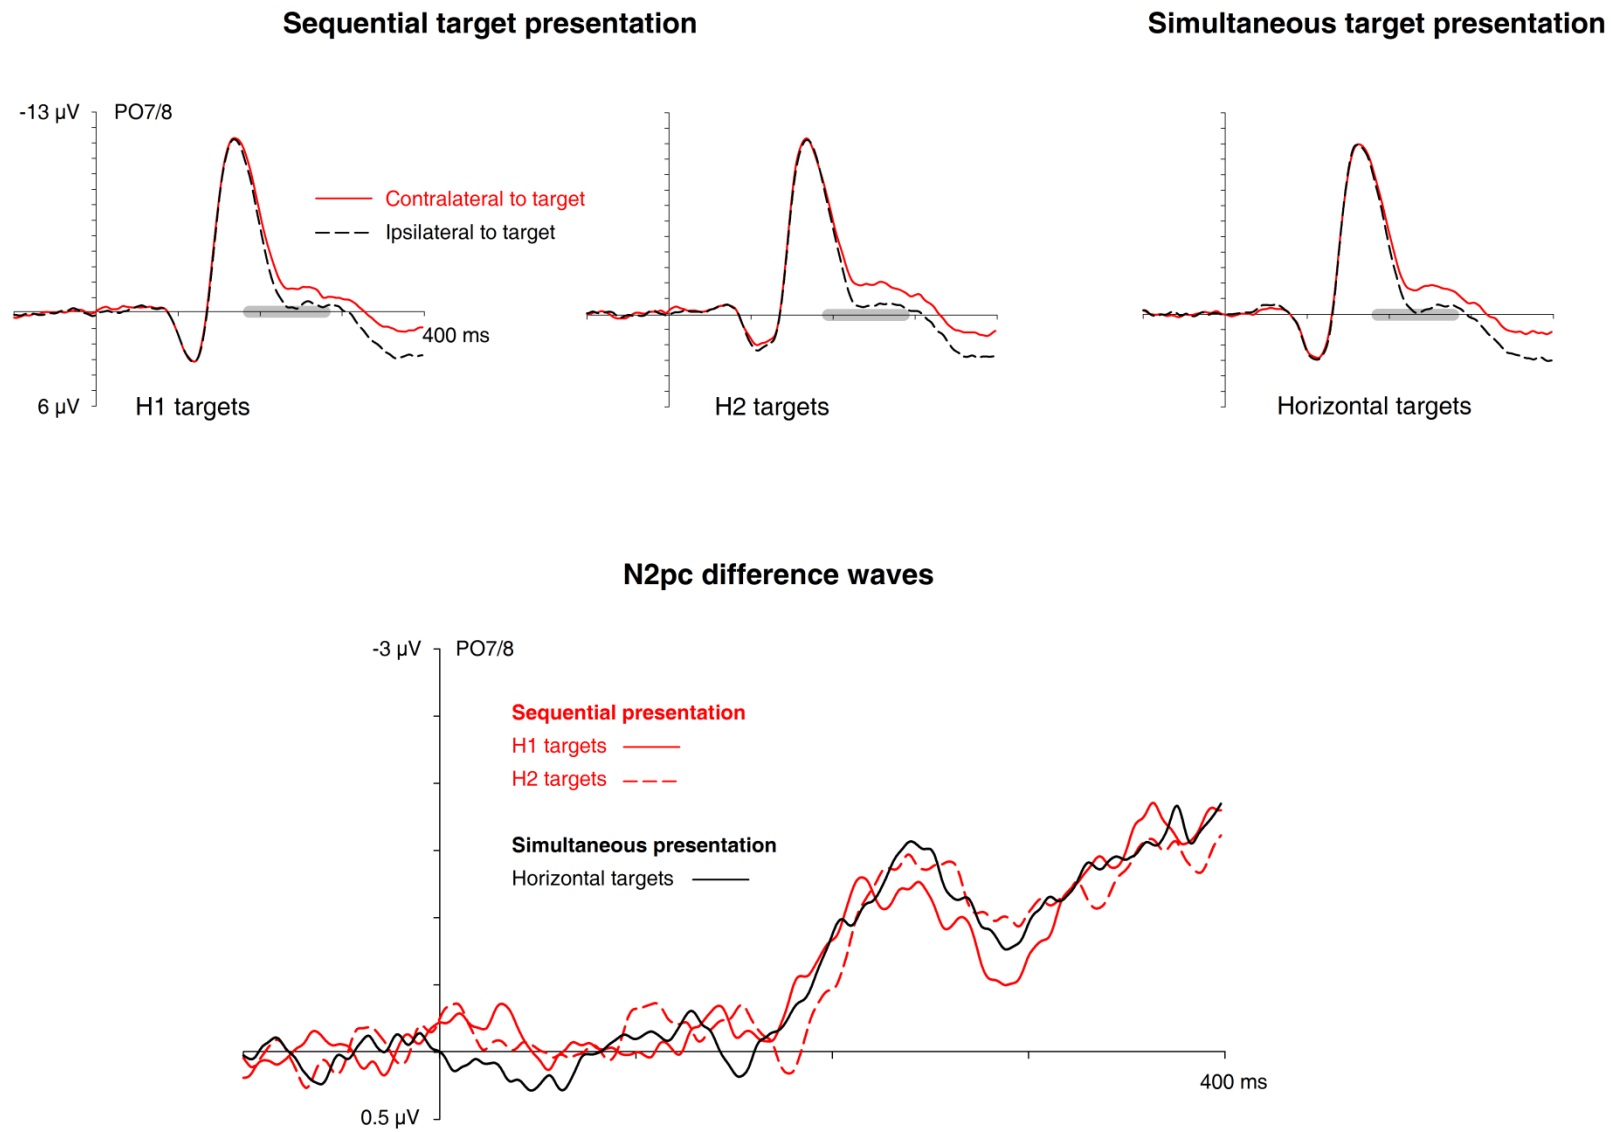 Sequential target presentation
Simultaneous target presentation
-13 µV
PO7/8
Contralateral to target
Ipsilateral to target
400 ms
6 µV
H1 targets
H2 targets
Horizontal targets
N2pc difference waves
-3 µV
PO7/8
Sequential presentation
H1 targets
H2 targets
Simultaneous presentation
Horizontal targets
400 ms
0.5 µV